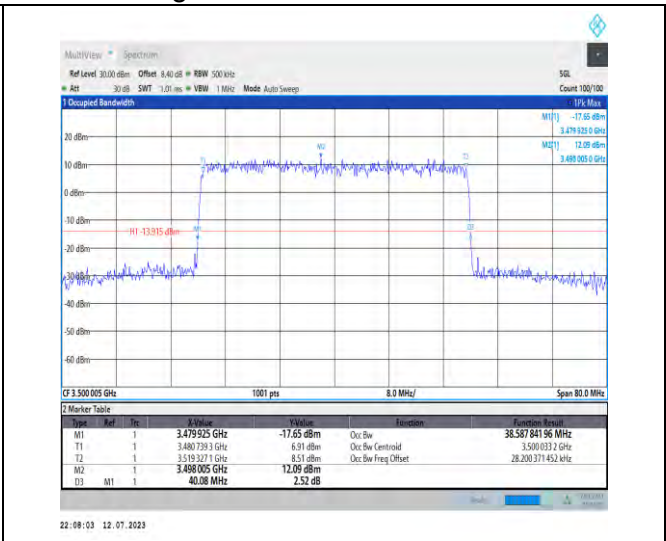 MultiView Spectrum
Ref Level 30.00 dBm Offset 8.40 dB RBW 500 kHz SGL
Att 30 dB SWT 1.01 ms VBW 1 MHz Mode Auto Sweep Count 100/100
1 Occupied Bandwidth 1Pk Max
M1[1] -17.65 dBm
3.479 925 0 GHz
20 dBm M2[1] 12.09 dBm
3.498 005 0 GHz
M2
10 dBm T1 T2
0 dBm
-10 dBm
H1 -13.915 dBm M1 D3
-20 dBm
-30 dBm
-40 dBm
-50 dBm
-60 dBm
CF 3.500 005 GHz 1001 pts 8.0 MHz/ Span 80.0 MHz
2 Marker Table
Type Ref Trc X-Value Y-Value Function Function Result
M1 1 3.479925 GHz -17.65 dBm Occ Bw 38.587 841 96 MHz
T1 1 3.480 739 3 GHz 6.91 dBm Occ Bw Centroid 3.500 033 2 GHz
T2 1 3.519 327 1 GHz 8.51 dBm Occ Bw Freq Offset 28.200 371 452 kHz
M2 1 3.498 005 GHz 12.09 dBm
D3 M1 1 40.08 MHz 2.52 dB
22:08:03 12.07.2023